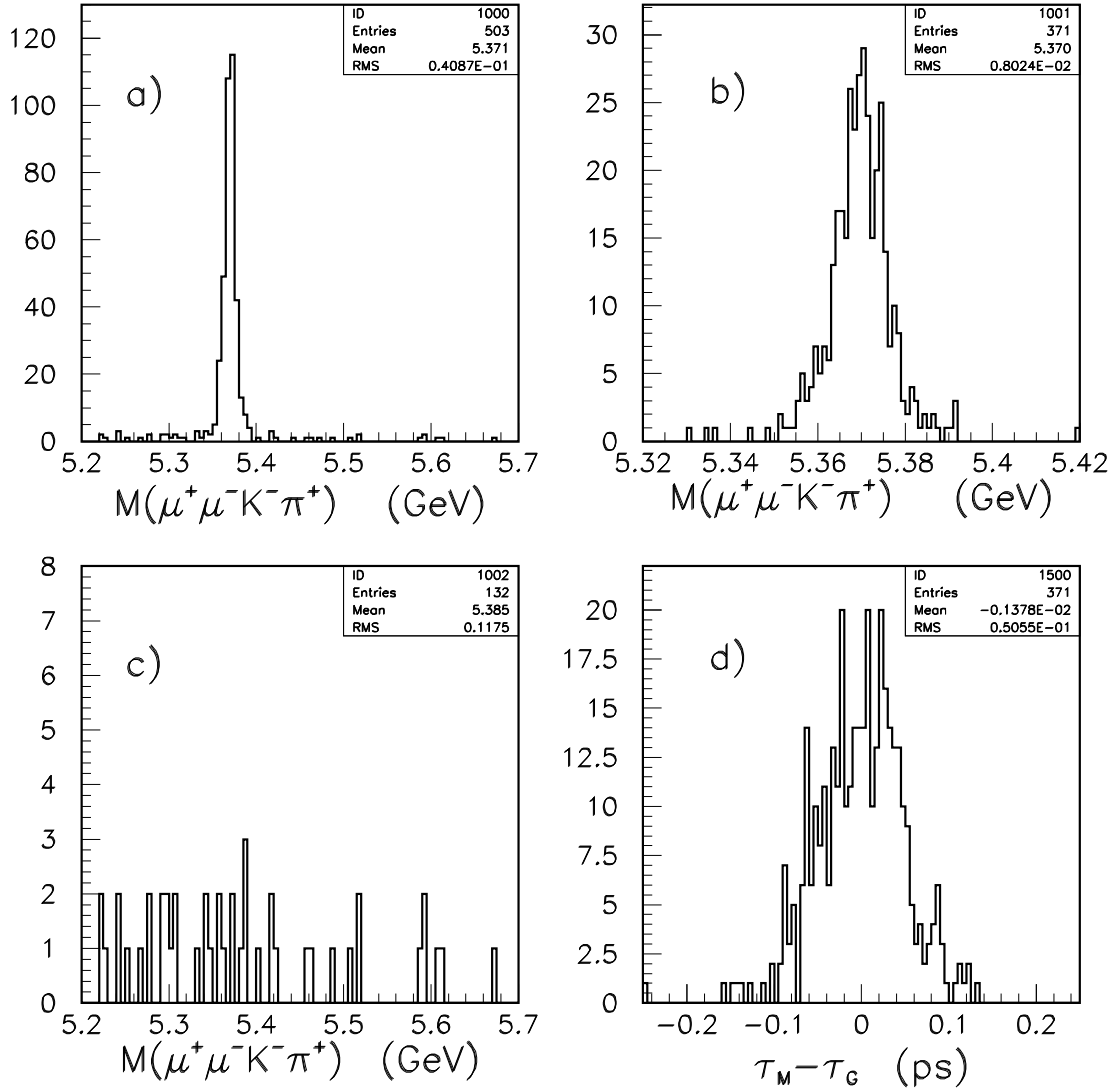 ID 1000
Entries 503
Mean 5.371
RMS 0.4087E-01
a)
120
100
80
60
40
20
0
5.2 5.3 5.4 5.5 5.6 5.7
M(μ⁺μ⁻K⁻π⁺) (GeV)
ID 1001
Entries 371
Mean 5.370
RMS 0.8024E-02
b)
30
25
20
15
10
5
0
5.32 5.34 5.36 5.38 5.4 5.42
M(μ⁺μ⁻K⁻π⁺) (GeV)
ID 1002
Entries 132
Mean 5.385
RMS 0.1175
c)
8
7
6
5
4
3
2
1
0
5.2 5.3 5.4 5.5 5.6 5.7
M(μ⁺μ⁻K⁻π⁺) (GeV)
ID 1500
Entries 371
Mean −0.1378E−02
RMS 0.5055E−01
d)
20
17.5
15
12.5
10
7.5
5
2.5
0
−0.2 −0.1 0 0.1 0.2
τ_M−τ_G (ps)